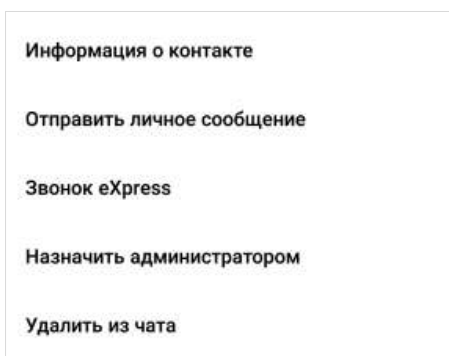 Информация о контакте
Отправить личное сообщение
Звонок eXpress
Назначить администратором
Удалить из чата